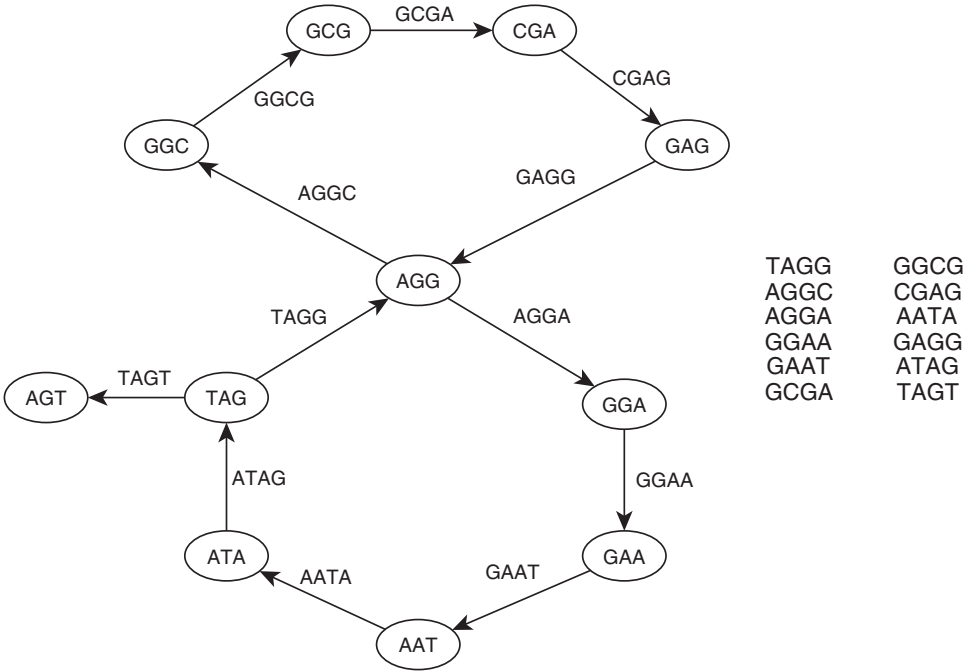 GCGA
GCG
CGA
CGAG
GGCG
GGC
GAG
GAGG
AGGC
AGG
TAGG
AGGA
TAGT
AGT
TAG
GGA
ATAG
GGAA
ATA
GAA
AATA
GAAT
AAT
TAGG GGCG
AGGC CGAG
AGGA AATA
GGAA GAGG
GAAT ATAG
GCGA TAGT